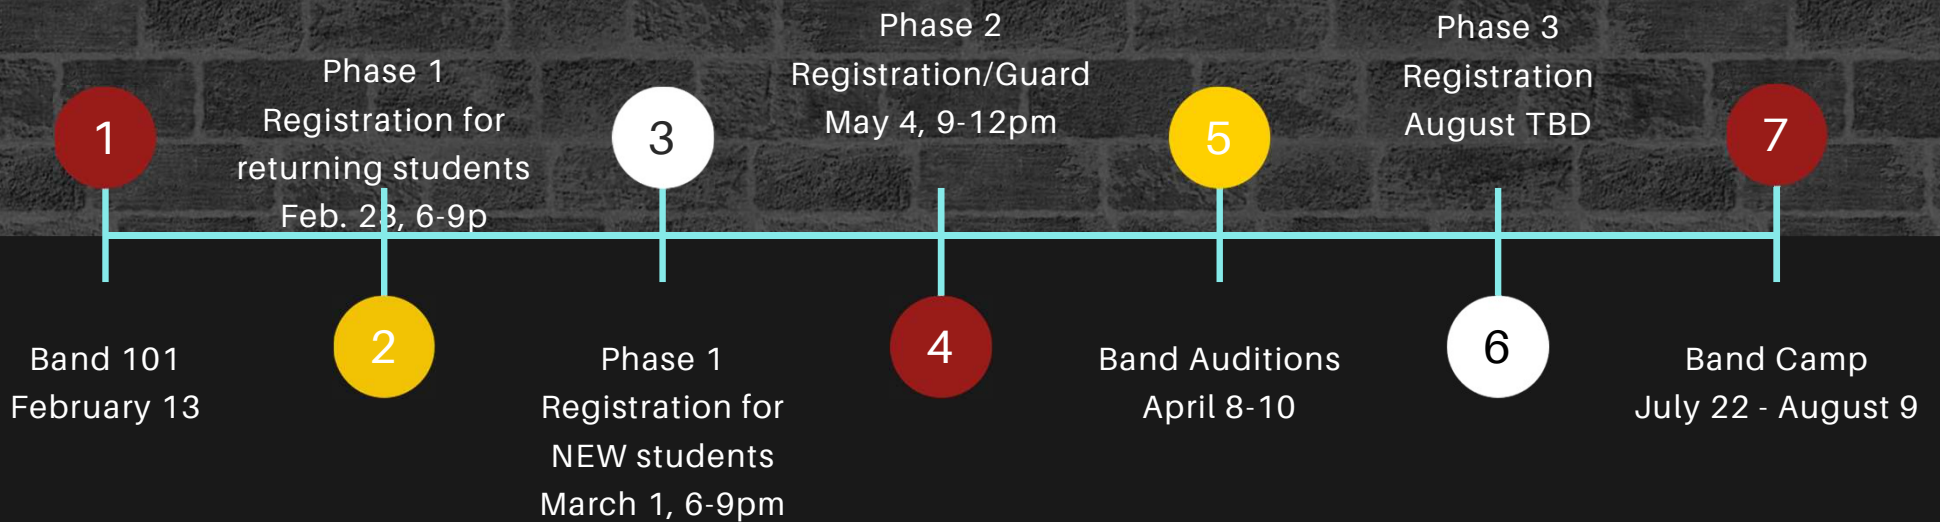 1
Band 101
February 13
Phase 1
Registration for
returning students
Feb. 23, 6-9p
2
3
Phase 1
Registration for
NEW students
March 1, 6-9pm
Phase 2
Registration/Guard
May 4, 9-12pm
4
5
Band Auditions
April 8-10
Phase 3
Registration
August TBD
6
7
Band Camp
July 22 - August 9